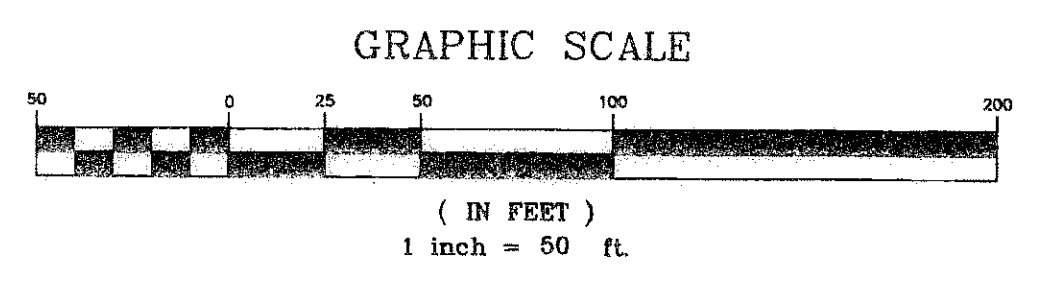 GRAPHIC SCALE
50 0 25 50 100 200
( IN FEET )
1 inch = 50 ft.